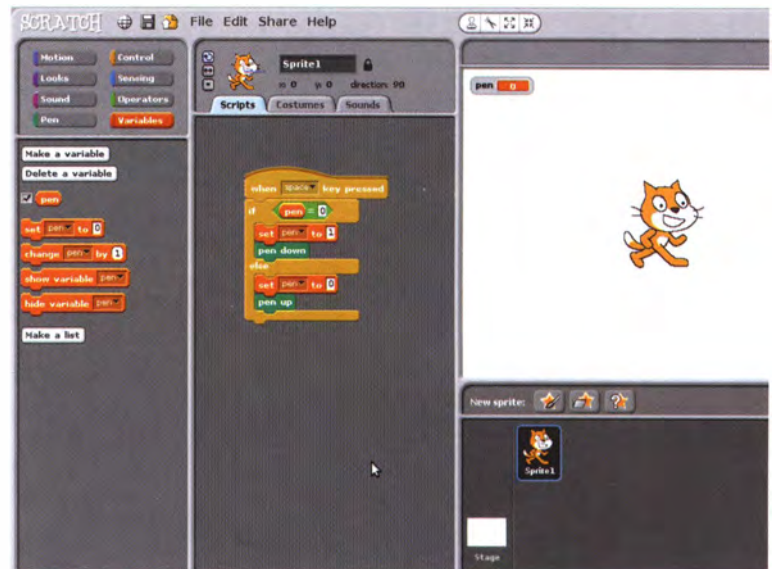 SCRATCH File Edit Share Help
Motion Control
Looks Sensing
Sound Operators
Pen Variables
Make a variable
Delete a variable
pen
set pen to 0
change pen by 1
show variable pen
hide variable pen
Make a list
Sprite1
x: 0 y: 0 direction: 90
Scripts Costumes Sounds
when space key pressed
if pen = 0
set pen to 1
pen down
else
set pen to 0
pen up
pen 0
New sprite:
Sprite1
Stage